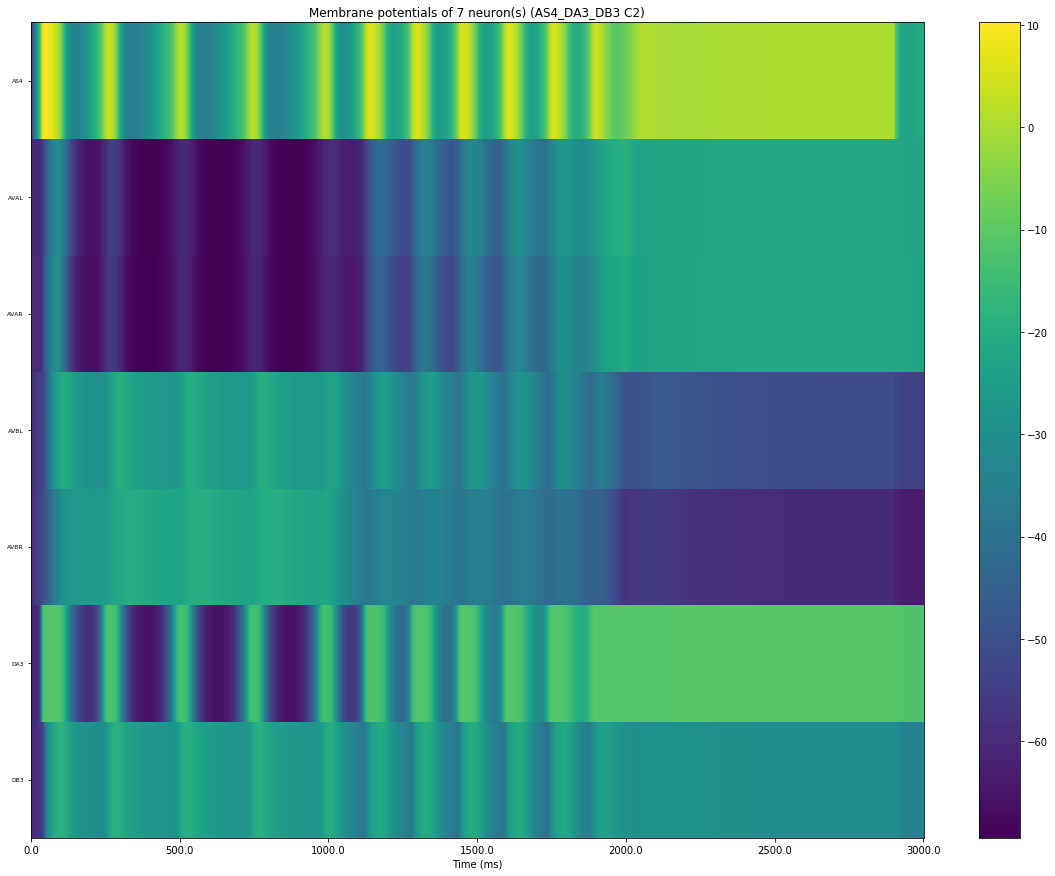 Membrane potentials of 7 neuron(s) (AS4_DA3_DB3 C2)
AS4
AVAL
AVAR
AVBL
AVBR
DA3
DB3
0.0 500.0 1000.0 1500.0 2000.0 2500.0 3000.0
Time (ms)
10
0
−10
−20
−30
−40
−50
−60